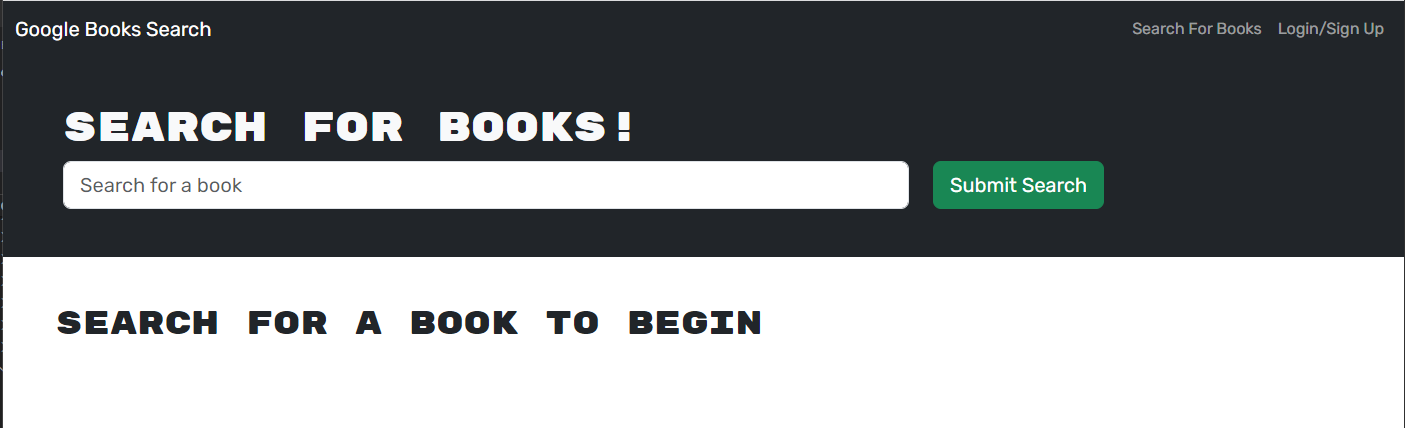 Google Books Search
Search For Books
Login/Sign Up
SEARCH FOR BOOKS!
Search for a book
Submit Search
SEARCH FOR A BOOK TO BEGIN